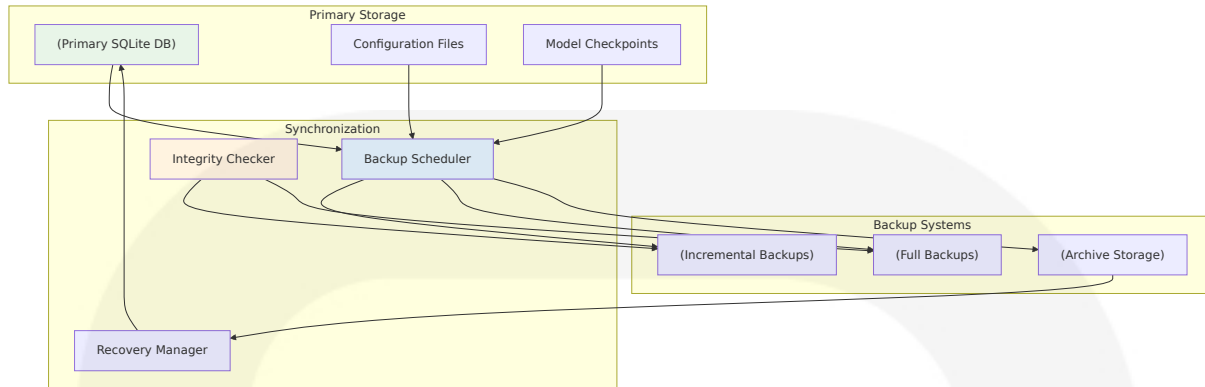 Primary Storage
(Primary SQLite DB)
Configuration Files
Model Checkpoints
Synchronization
Integrity Checker
Backup Scheduler
Backup Systems
(Incremental Backups)
(Full Backups)
(Archive Storage)
Recovery Manager